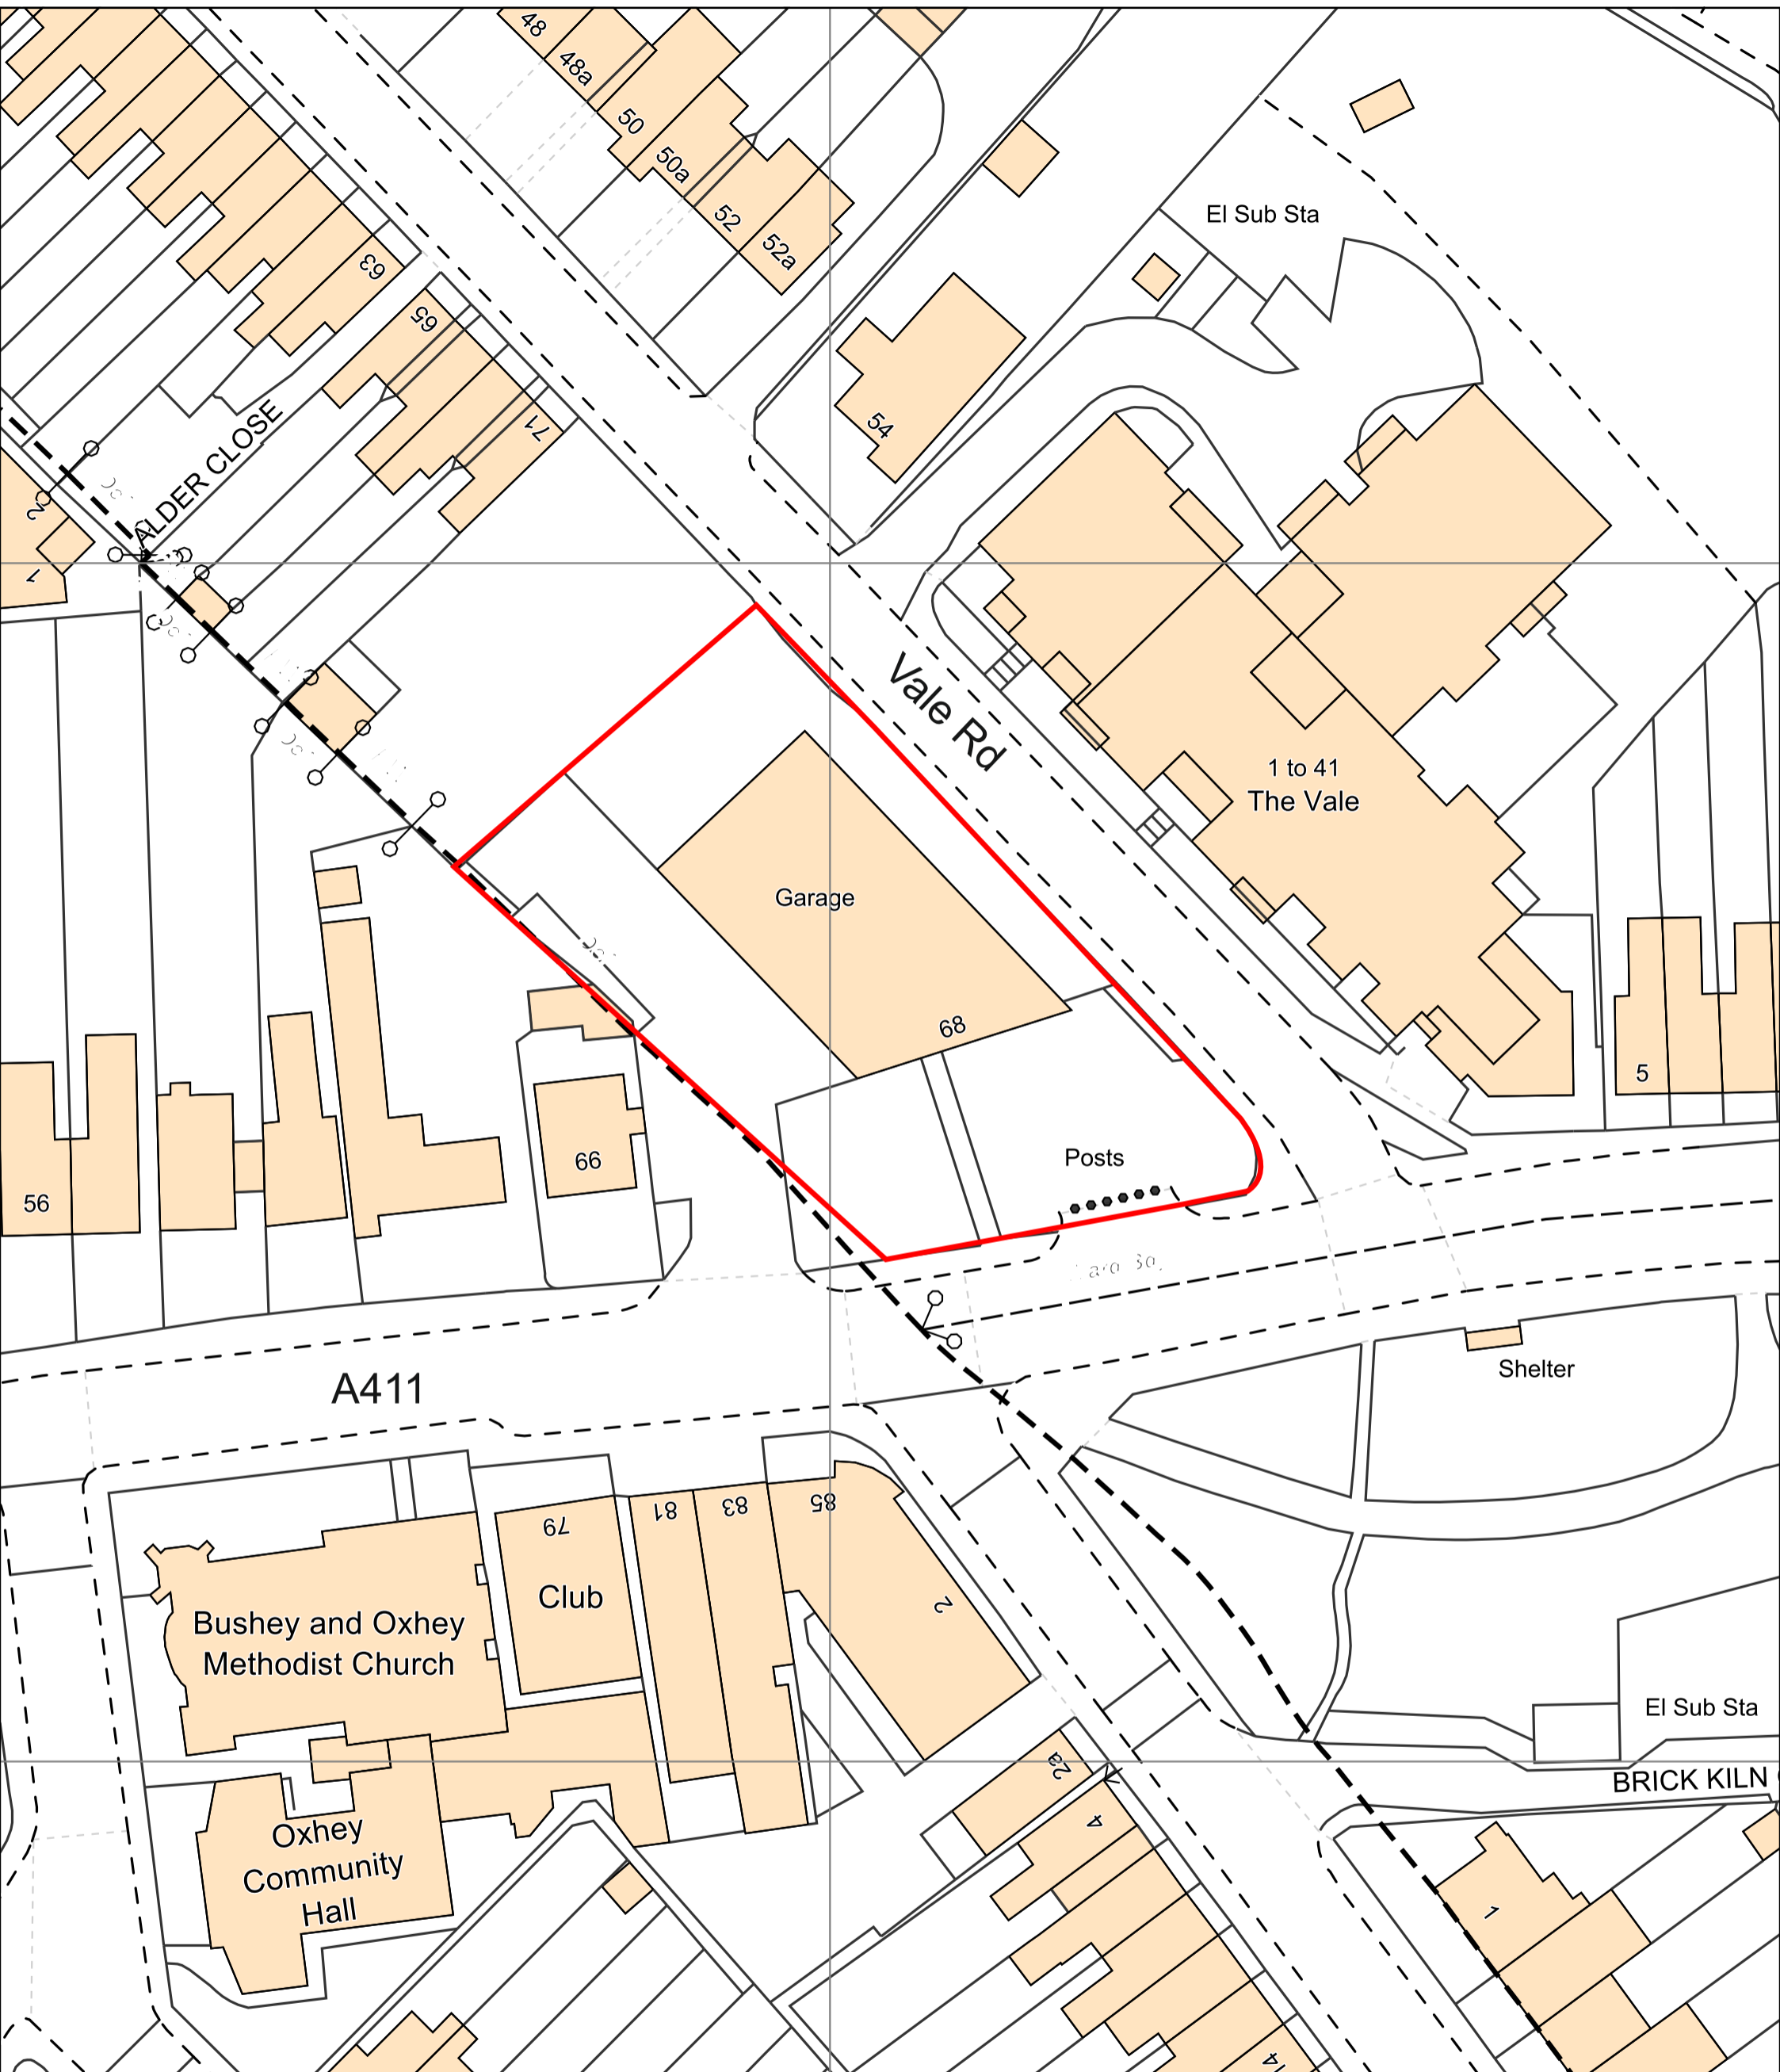 48
48a
50
50a
52
52a
El Sub Sta
63
65
54
71
ALDER CLOSE
2
1
Vale Rd
1 to 41
The Vale
Garage
68
5
Posts
66
56
A411
Shelter
79
81
83
85
Club
2
Bushey and Oxhey
Methodist Church
El Sub Sta
2a
BRICK KILN
4
Oxhey
Community
Hall
1
14